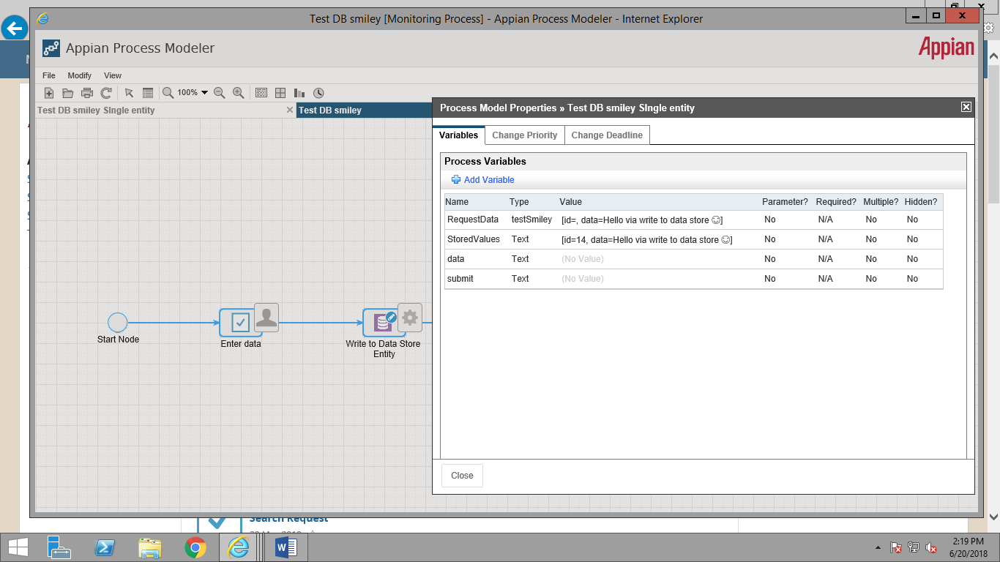 Test DB smiley [Monitoring Process] - Appian Process Modeler - Internet Explorer
Appian Process Modeler
Appian
File Modify View
100%
Test DB smiley SIngle entity
Test DB smiley
Process Model Properties » Test DB smiley SIngle entity
Variables Change Priority Change Deadline
Process Variables
Add Variable
Name Type Value Parameter? Required? Multiple? Hidden?
RequestData testSmiley [id=, data=Hello via write to data store ☺] No N/A No No
StoredValues Text [id=14, data=Hello via write to data store ☺] No N/A No No
data Text (No Value) No N/A No No
submit Text (No Value) No N/A No No
Start Node
Enter data
Write to Data Store
Entity
Close
Search Request
2:19 PM
6/20/2018